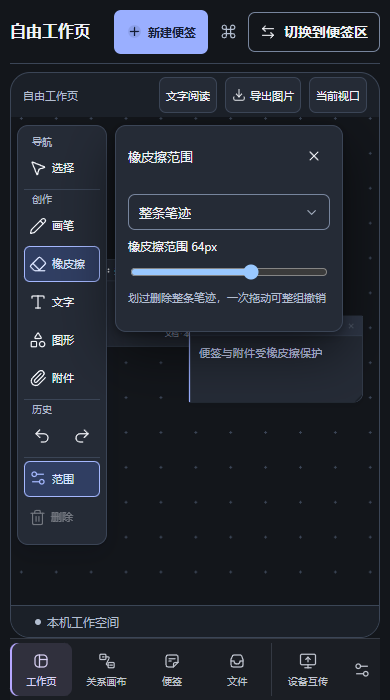 自由工作页
新建便签
切换到便签区
自由工作页
文字阅读
导出图片
当前视口
导航
选择
创作
画笔
橡皮擦
文字
图形
附件
历史
范围
删除
橡皮擦范围
整条笔迹
橡皮擦范围 64px
划过删除整条笔迹，一次拖动可整组撤销
便签与附件受橡皮擦保护
本机工作空间
工作页
关系画布
便签
文件
设备互传